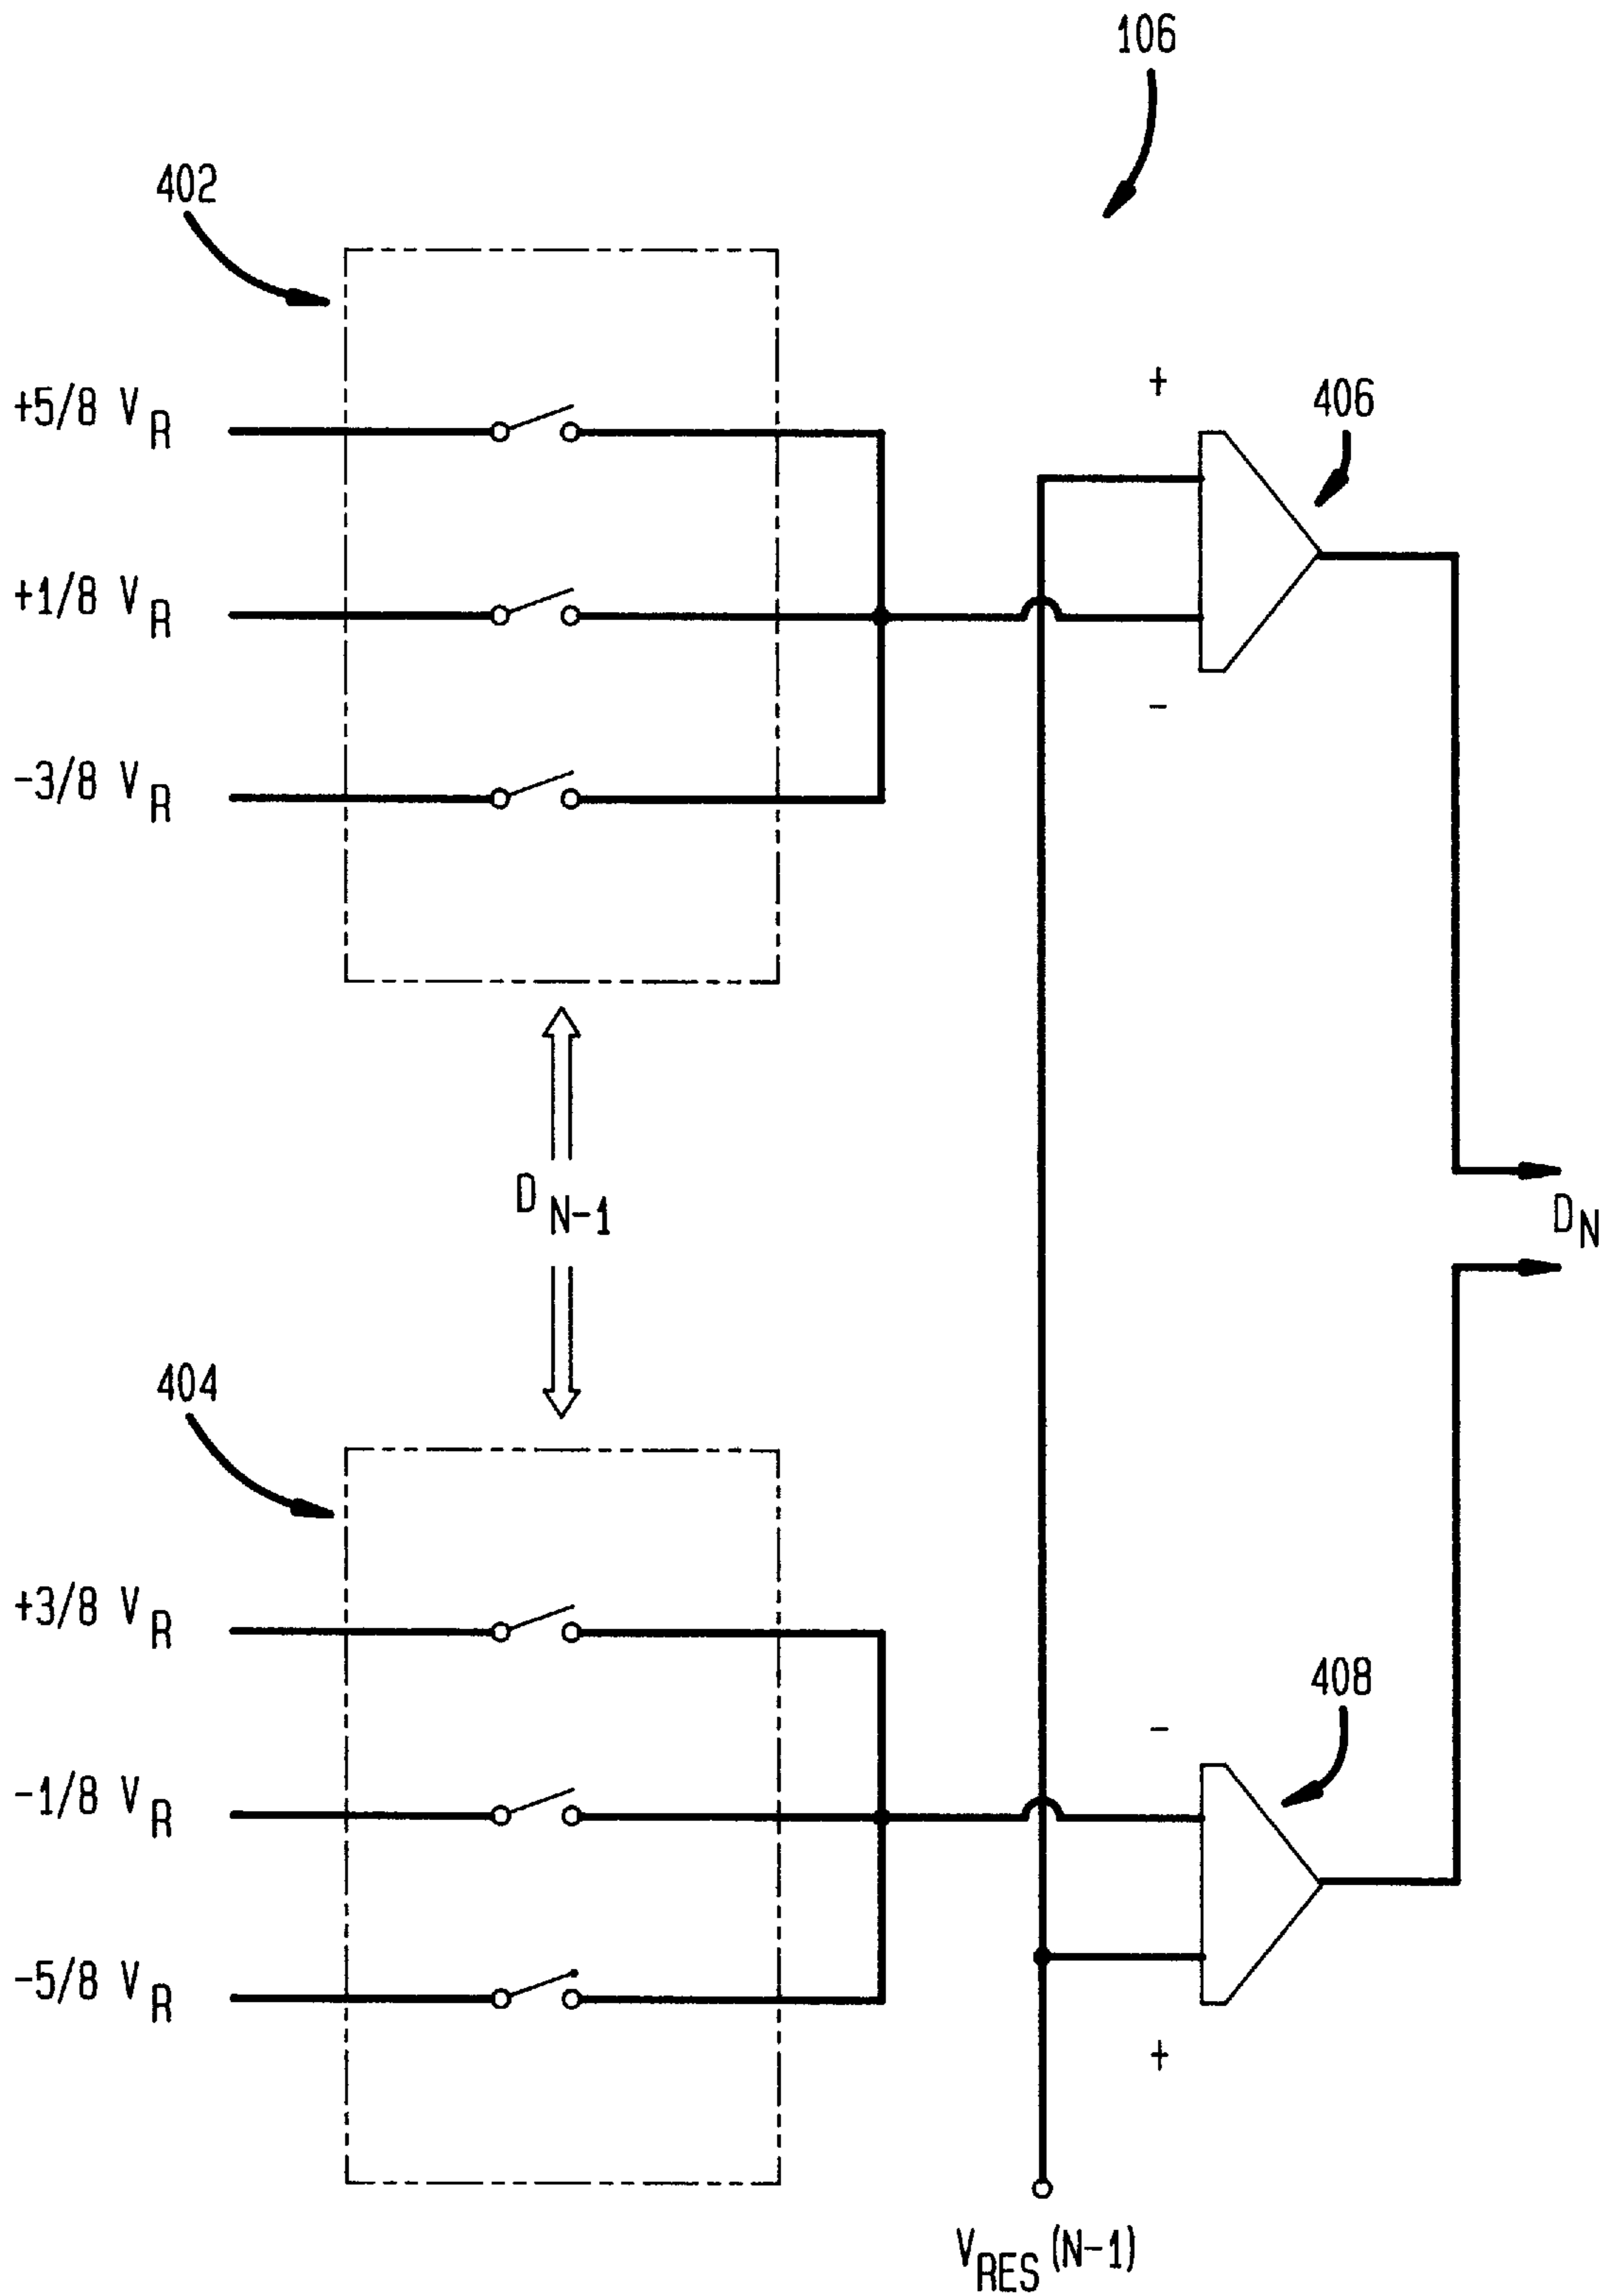 106
402
+5/8 V_R
+
406
+1/8 V_R
-
-3/8 V_R
D_N-1
D_N
404
+3/8 V_R
408
-
-1/8 V_R
-5/8 V_R
+
V_RES (N-1)